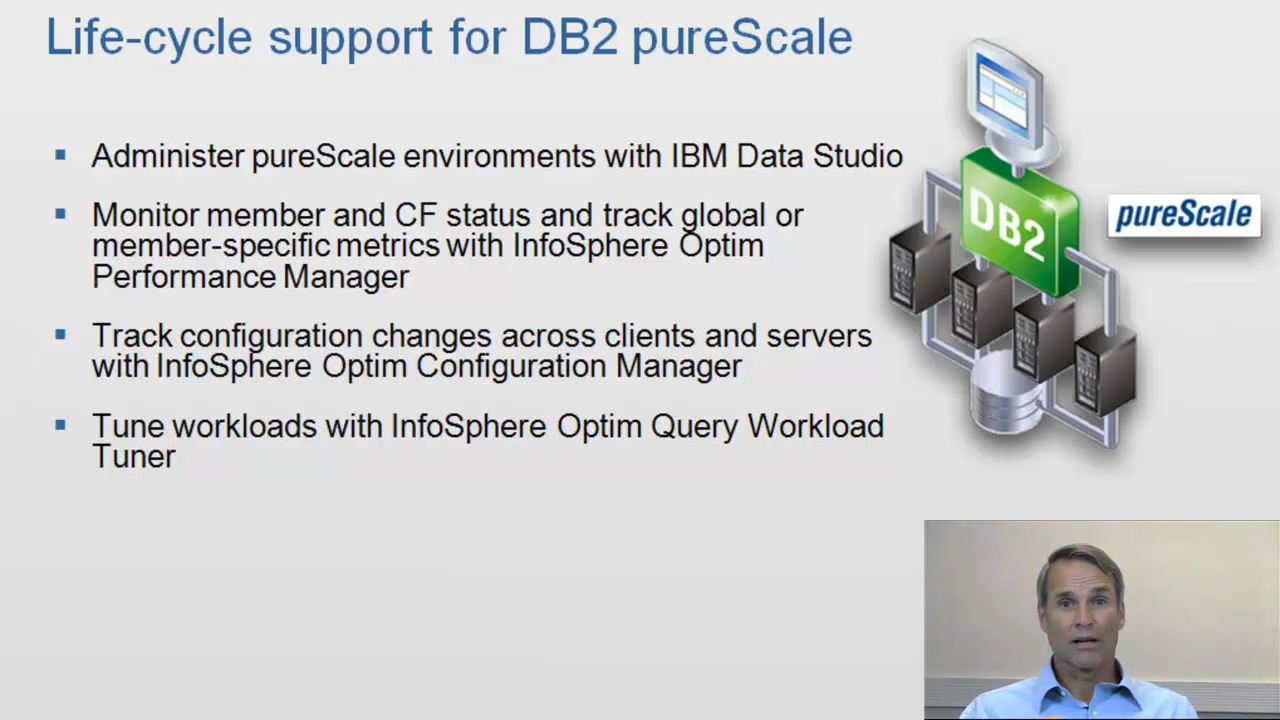 Life-cycle support for DB2 pureScale
Administer pureScale environments with IBM Data Studio
Monitor member and CF status and track global or
member-specific metrics with InfoSphere Optim
Performance Manager
Track configuration changes across clients and servers
with InfoSphere Optim Configuration Manager
Tune workloads with InfoSphere Optim Query Workload
Tuner
DB2
pureScale